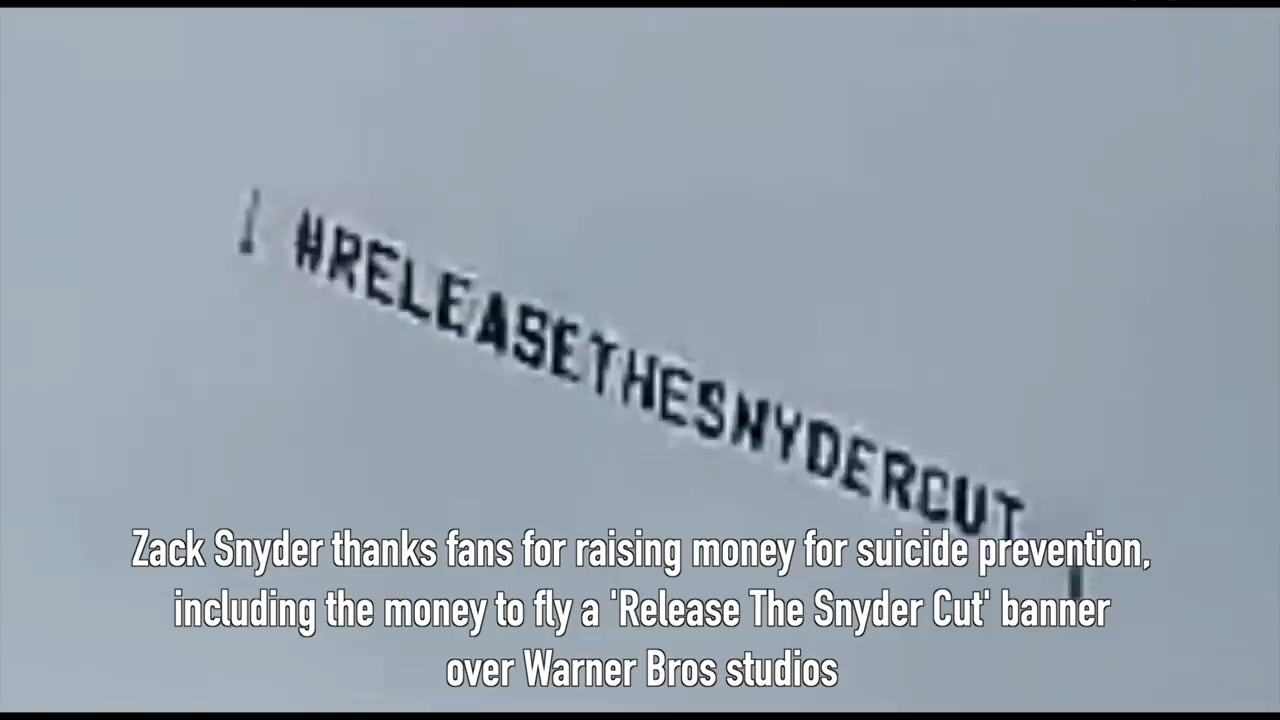 #RELEASETHESNYDERCUT
Zack Snyder thanks fans for raising money for suicide prevention,
including the money to fly a 'Release The Snyder Cut' banner
over Warner Bros studios